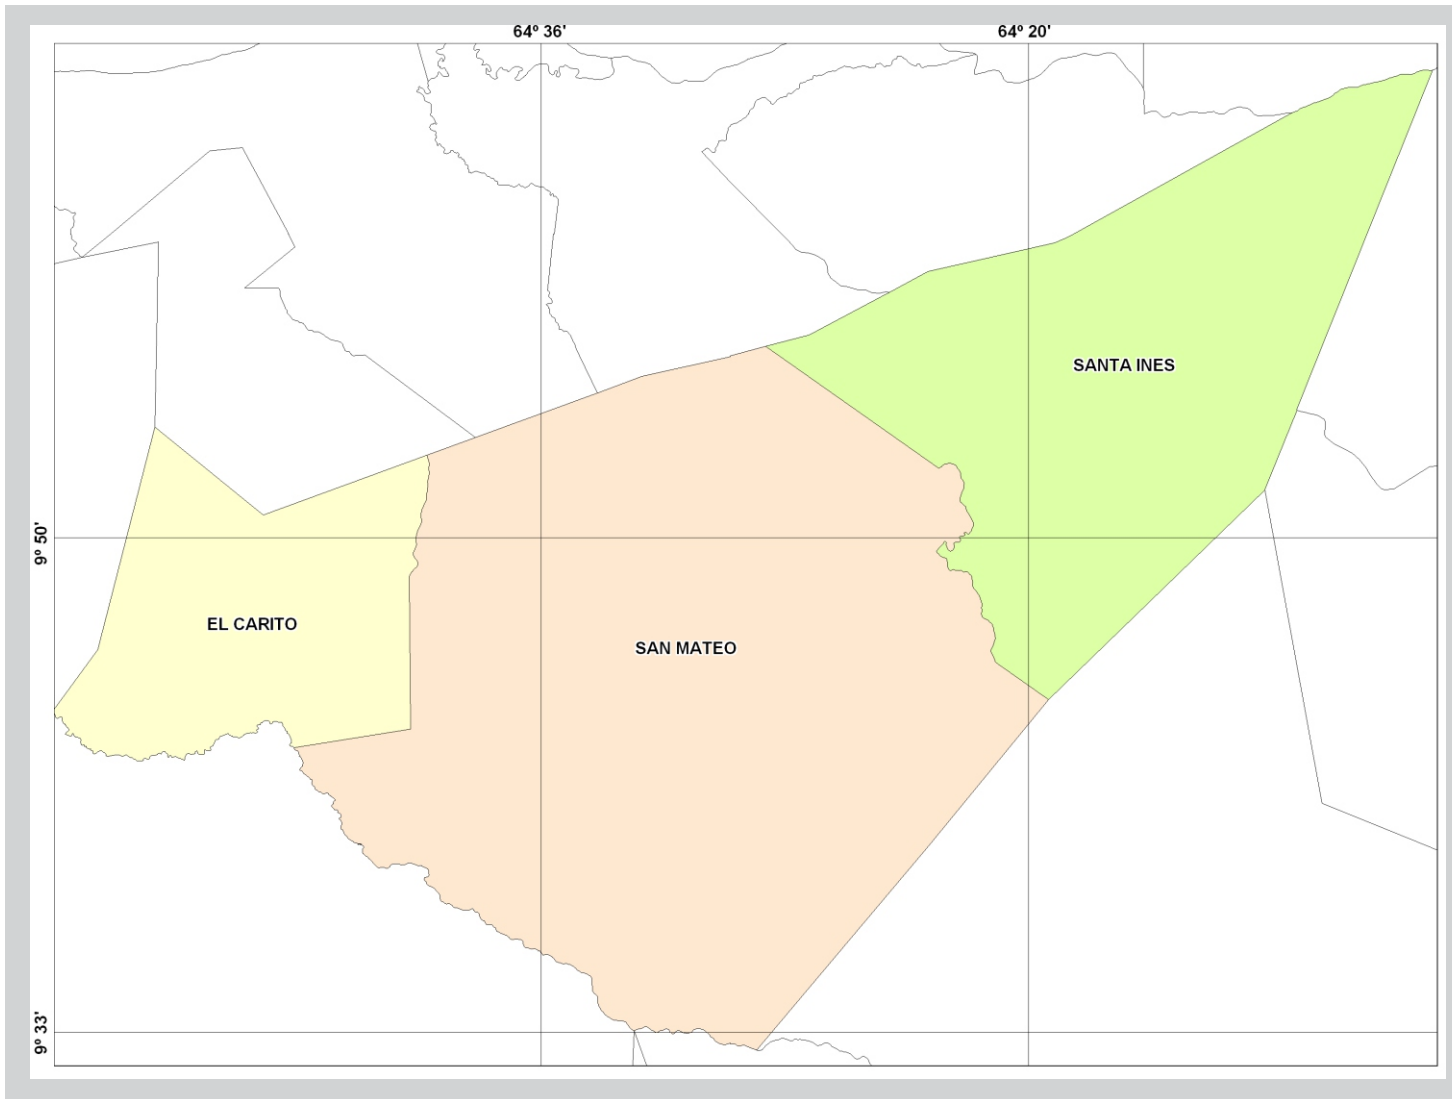 64º 36'
64º 20'
SANTA INES
9º 50'
EL CARITO
SAN MATEO
9º 33'